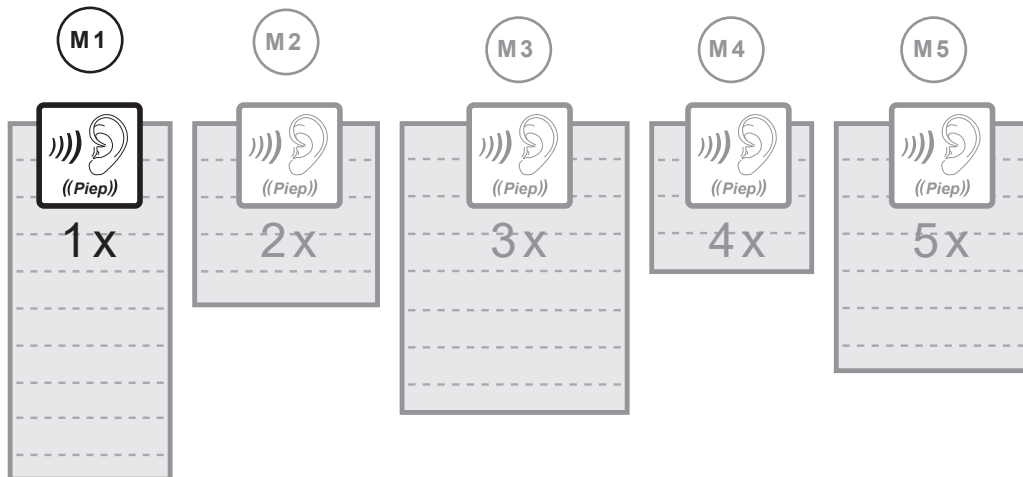 M1 M2 M3 M4 M5
((Piep)) ((Piep)) ((Piep)) ((Piep)) ((Piep))
1x 2x 3x 4x 5x